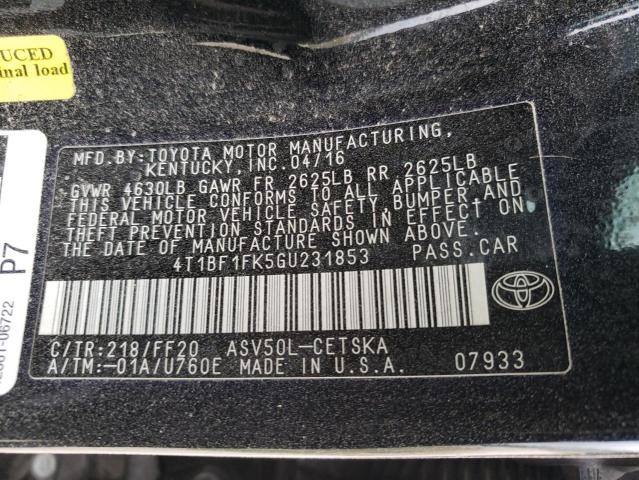 UCED
inal load
P7
06722
MFD.BY:TOYOTA MOTOR MANUFACTURING,
KENTUCKY, INC. 04/16
GVWR 4630LB GAWR FR 2625LB RR 2625LB
THIS VEHICLE CONFORMS TO ALL APPLICABLE
FEDERAL MOTOR VEHICLE SAFETY, BUMPER AND
THEFT PREVENTION STANDARDS IN EFFECT ON
THE DATE OF MANUFACTURE SHOWN ABOVE.
4T1BF1FK5GU231853 PASS.CAR
C/TR:218/FF20 ASV50L-CETSKA
A/TM:-01A/U760E MADE IN U.S.A. 07933